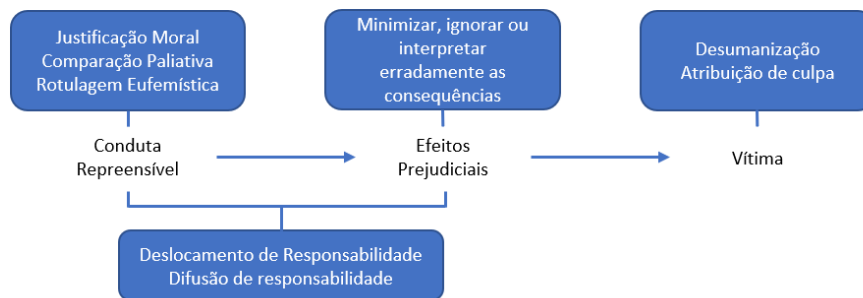 Justificação Moral
Comparação Paliativa
Rotulagem Eufemística
Minimizar, ignorar ou
interpretar
erradamente as
consequências
Desumanização
Atribuição de culpa
Conduta
Repreensível
Efeitos
Prejudiciais
Vítima
Deslocamento de Responsabilidade
Difusão de responsabilidade